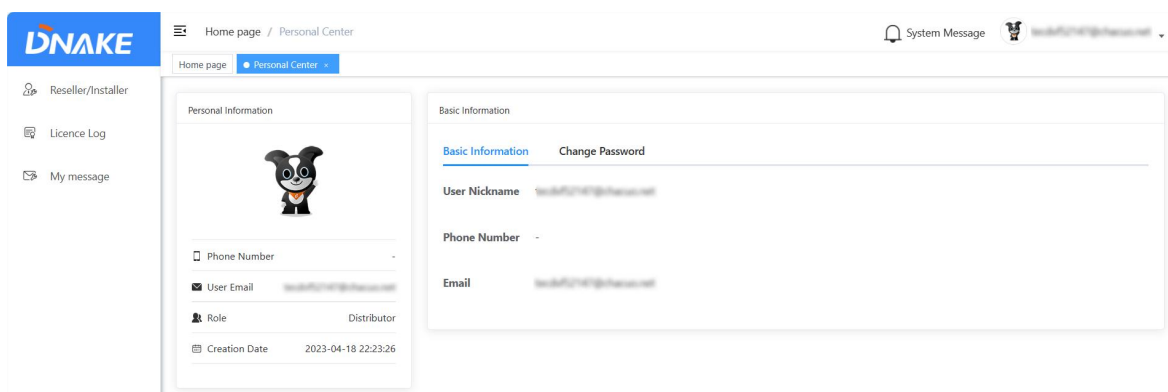 DNAKE
Home page / Personal Center
System Message
Home page
Personal Center ×
Reseller/Installer
Licence Log
My message
Personal Information
Phone Number -
User Email
Role Distributor
Creation Date 2023-04-18 22:23:26
Basic Information
Basic Information Change Password
User Nickname
Phone Number -
Email